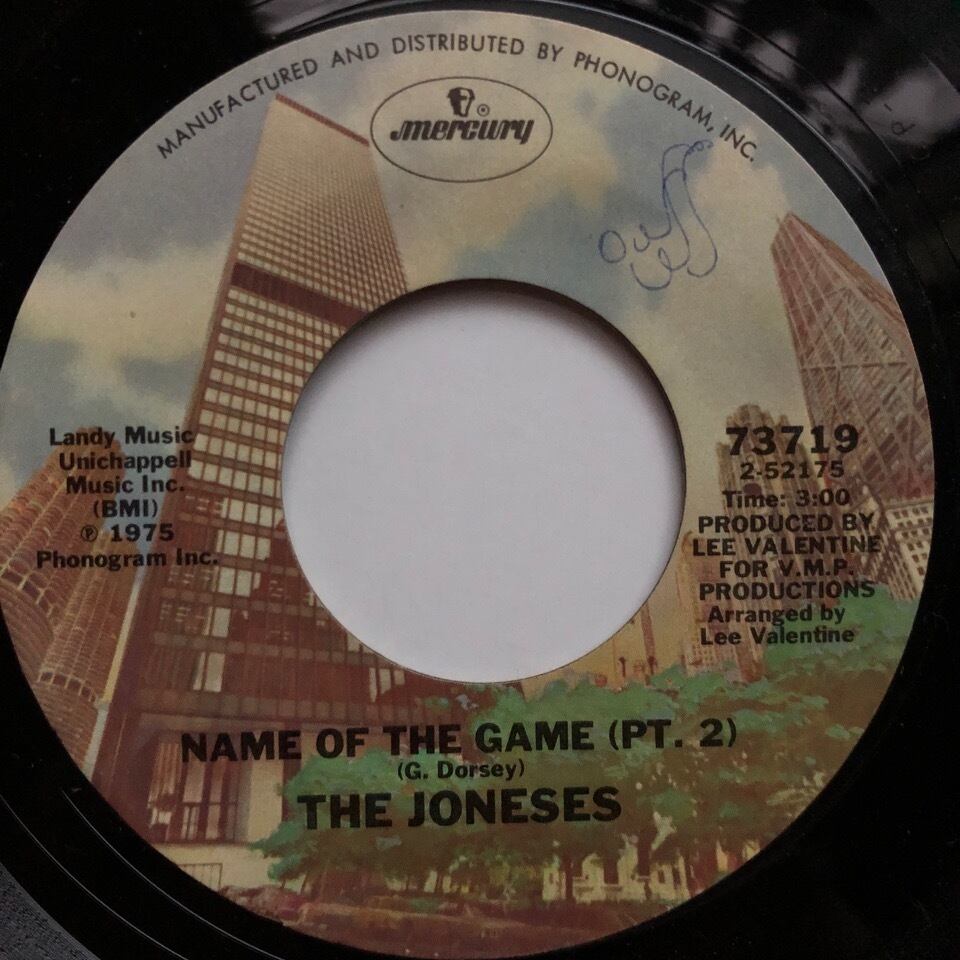 MANUFACTURED AND DISTRIBUTED BY PHONOGRAM, INC.
mercury®
Landy Music
Unichappell
Music Inc.
(BMI)
℗ 1975
Phonogram Inc.
73719
2-52175
Time: 3:00
PRODUCED BY
LEE VALENTINE
FOR V.M.P.
PRODUCTIONS
Arranged by
Lee Valentine
NAME OF THE GAME (PT. 2)
(G. Dorsey)
THE JONESES